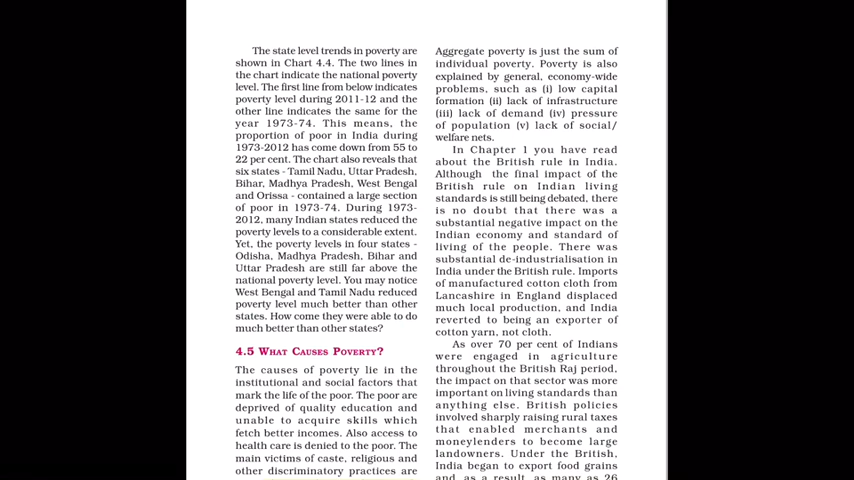 The state level trends in poverty are
shown in Chart 4.4. The two lines in
the chart indicate the national poverty
level. The first line from below indicates
poverty level during 2011-12 and the
other line indicates the same for the
year 1973-74. This means, the
proportion of poor in India during
1973-2012 has come down from 55 to
22 per cent. The chart also reveals that
six states - Tamil Nadu, Uttar Pradesh,
Bihar, Madhya Pradesh, West Bengal
and Orissa - contained a large section
of poor in 1973-74. During 1973-
2012, many Indian states reduced the
poverty levels to a considerable extent.
Yet, the poverty levels in four states -
Odisha, Madhya Pradesh, Bihar and
Uttar Pradesh are still far above the
national poverty level. You may notice
West Bengal and Tamil Nadu reduced
poverty level much better than other
states. How come they were able to do
much better than other states?
4.5 What Causes Poverty?
The causes of poverty lie in the
institutional and social factors that
mark the life of the poor. The poor are
deprived of quality education and
unable to acquire skills which
fetch better incomes. Also access to
health care is denied to the poor. The
main victims of caste, religious and
other discriminatory practices are
Aggregate poverty is just the sum of
individual poverty. Poverty is also
explained by general, economy-wide
problems, such as (i) low capital
formation (ii) lack of infrastructure
(iii) lack of demand (iv) pressure
of population (v) lack of social/
welfare nets.
In Chapter 1 you have read
about the British rule in India.
Although the final impact of the
British rule on Indian living
standards is still being debated, there
is no doubt that there was a
substantial negative impact on the
Indian economy and standard of
living of the people. There was
substantial de-industrialisation in
India under the British rule. Imports
of manufactured cotton cloth from
Lancashire in England displaced
much local production, and India
reverted to being an exporter of
cotton yarn, not cloth.
As over 70 per cent of Indians
were engaged in agriculture
throughout the British Raj period,
the impact on that sector was more
important on living standards than
anything else. British policies
involved sharply raising rural taxes
that enabled merchants and
moneylenders to become large
landowners. Under the British,
India began to export food grains
and, as a result, as many as 26